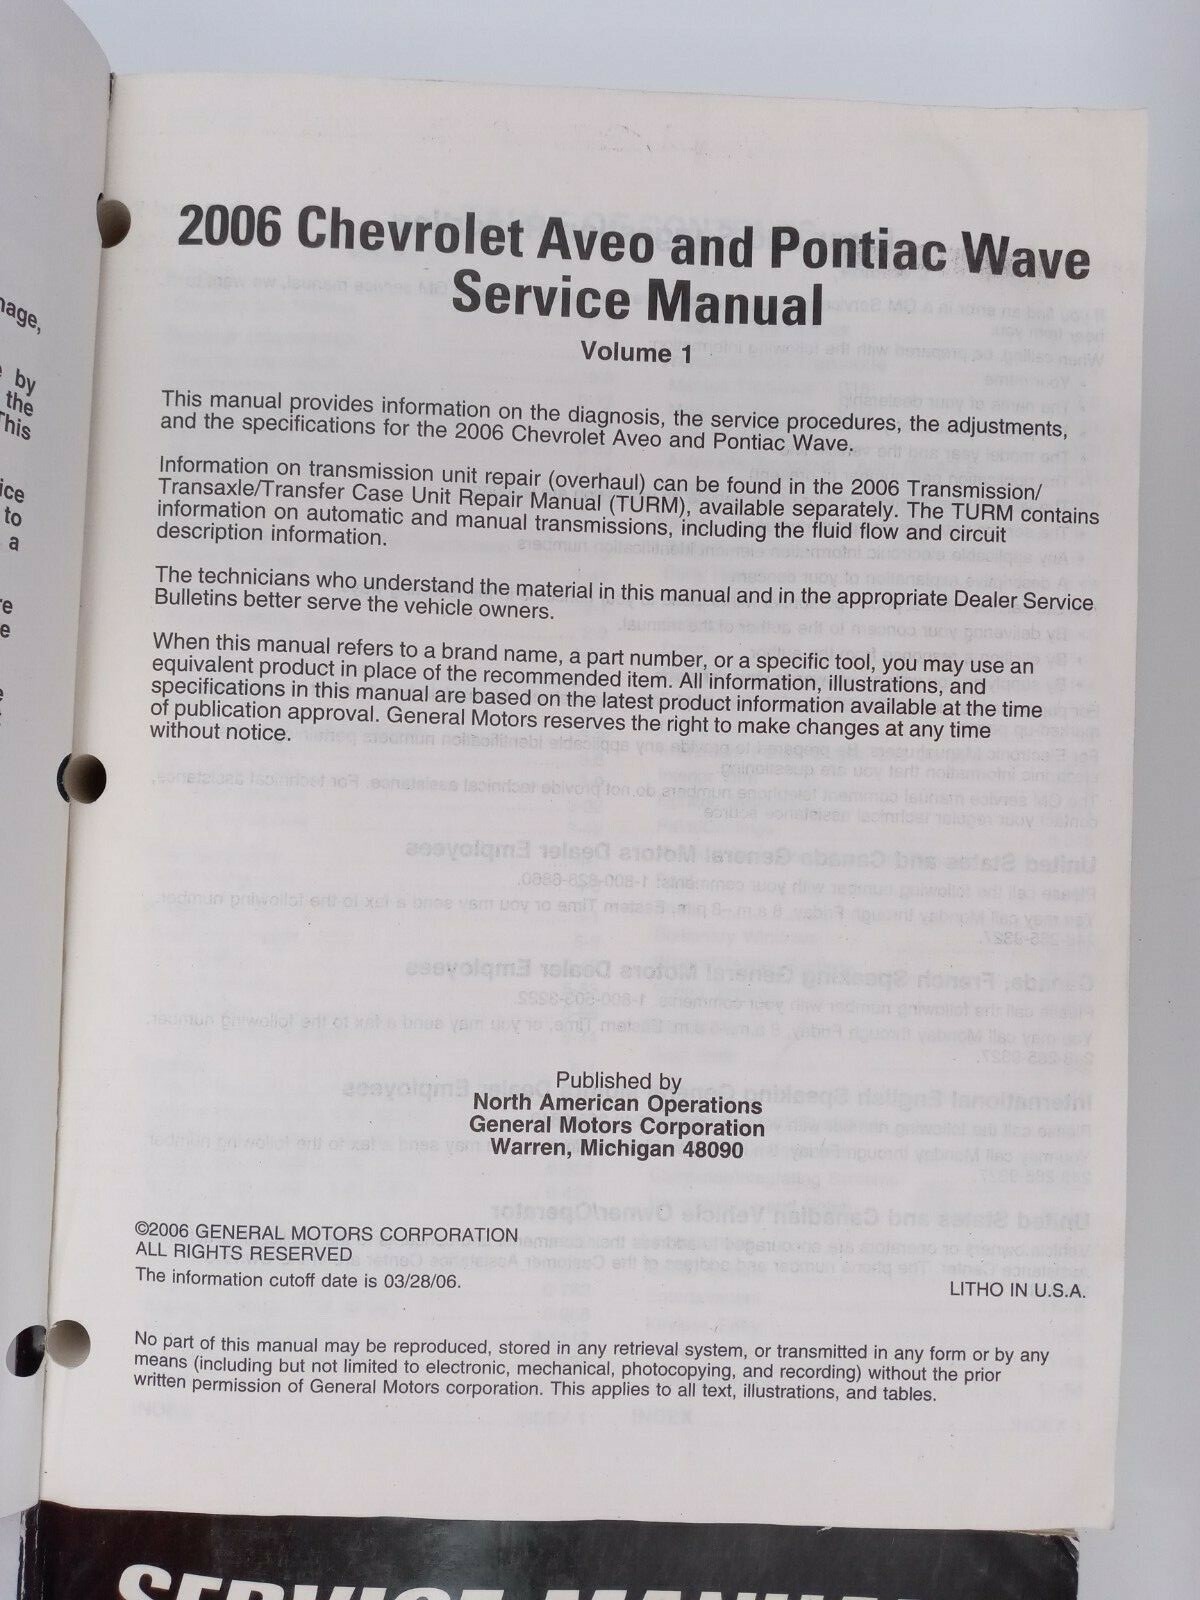 2006 Chevrolet Aveo and Pontiac Wave
Service Manual
Volume 1
This manual provides information on the diagnosis, the service procedures, the adjustments,
and the specifications for the 2006 Chevrolet Aveo and Pontiac Wave.
Information on transmission unit repair (overhaul) can be found in the 2006 Transmission/
Transaxle/Transfer Case Unit Repair Manual (TURM), available separately. The TURM contains
information on automatic and manual transmissions, including the fluid flow and circuit
description information.
The technicians who understand the material in this manual and in the appropriate Dealer Service
Bulletins better serve the vehicle owners.
When this manual refers to a brand name, a part number, or a specific tool, you may use an
equivalent product in place of the recommended item. All information, illustrations, and
specifications in this manual are based on the latest product information available at the time
of publication approval. General Motors reserves the right to make changes at any time
without notice.
Published by
North American Operations
General Motors Corporation
Warren, Michigan 48090
©2006 GENERAL MOTORS CORPORATION
ALL RIGHTS RESERVED
The information cutoff date is 03/28/06.
LITHO IN U.S.A.
No part of this manual may be reproduced, stored in any retrieval system, or transmitted in any form or by any
means (including but not limited to electronic, mechanical, photocopying, and recording) without the prior
written permission of General Motors corporation. This applies to all text, illustrations, and tables.
by
the
This
to
a
SERVICE MANUAL